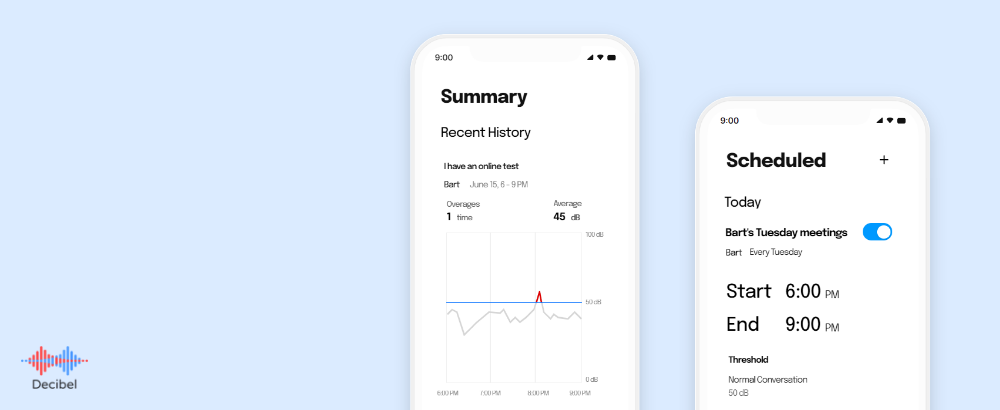 9:00
Summary
Recent History
I have an online test
Bart June 15, 6 - 9 PM
Overages Average
1 time 45 dB
100 dB
50 dB
0 dB
6:00 PM 7:00 PM 8:00 PM 9:00 PM
9:00
Scheduled +
Today
Bart's Tuesday meetings
Bart Every Tuesday
Start 6:00 PM
End 9:00 PM
Threshold
Normal Conversation
50 dB
Decibel